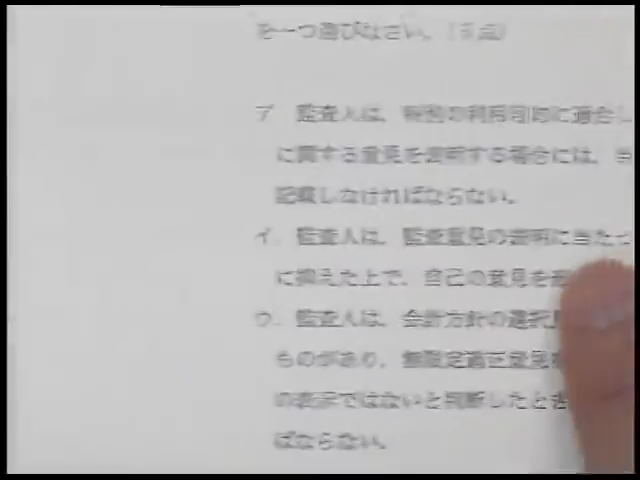 を一つ選びなさい。(5点)
ア 監査人は、特別の利用目的に適合し
に関する意見を表明する場合には、
記載しなければならない。
イ.監査人は、監査意見の表明に当たっ
に抑えた上で、自己の意見を
ウ.監査人は、会計方針の選択
ものがあり、無限定適正意見
の表示ではないと判断したとき
ばならない。